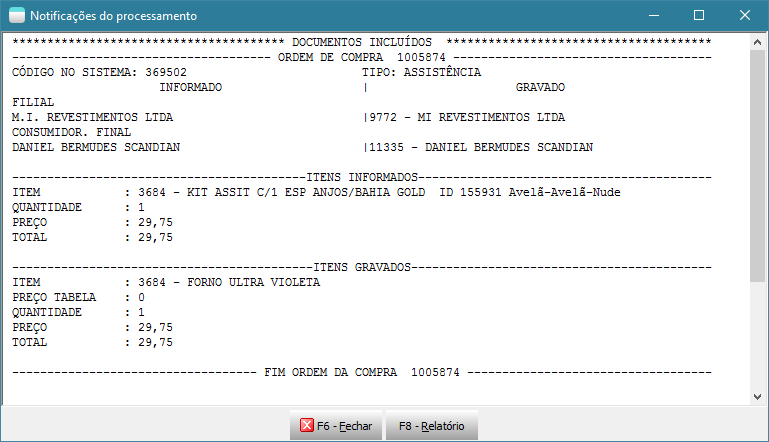 Notificações do processamento
*************************************** DOCUMENTOS INCLUÍDOS **************************************
------------------------------------- ORDEM DE COMPRA  1005874 -------------------------------------
CÓDIGO NO SISTEMA: 369502                         TIPO: ASSISTÊNCIA
                     INFORMADO                    |                     GRAVADO
FILIAL
M.I. REVESTIMENTOS LTDA                           |9772 - MI REVESTIMENTOS LTDA
CONSUMIDOR. FINAL
DANIEL BERMUDES SCANDIAN                          |11335 - DANIEL BERMUDES SCANDIAN
------------------------------------------ITENS INFORMADOS------------------------------------------
ITEM            : 3684 - KIT ASSIT C/1 ESP ANJOS/BAHIA GOLD  ID 155931 Avelã-Avelã-Nude
QUANTIDADE      : 1
PREÇO           : 29,75
TOTAL           : 29,75
-------------------------------------------ITENS GRAVADOS-------------------------------------------
ITEM            : 3684 - FORNO ULTRA VIOLETA
PREÇO TABELA    : 0
QUANTIDADE      : 1
PREÇO           : 29,75
TOTAL           : 29,75
----------------------------------- FIM ORDEM DA COMPRA  1005874 -----------------------------------
F6 - Fechar F8 - Relatório